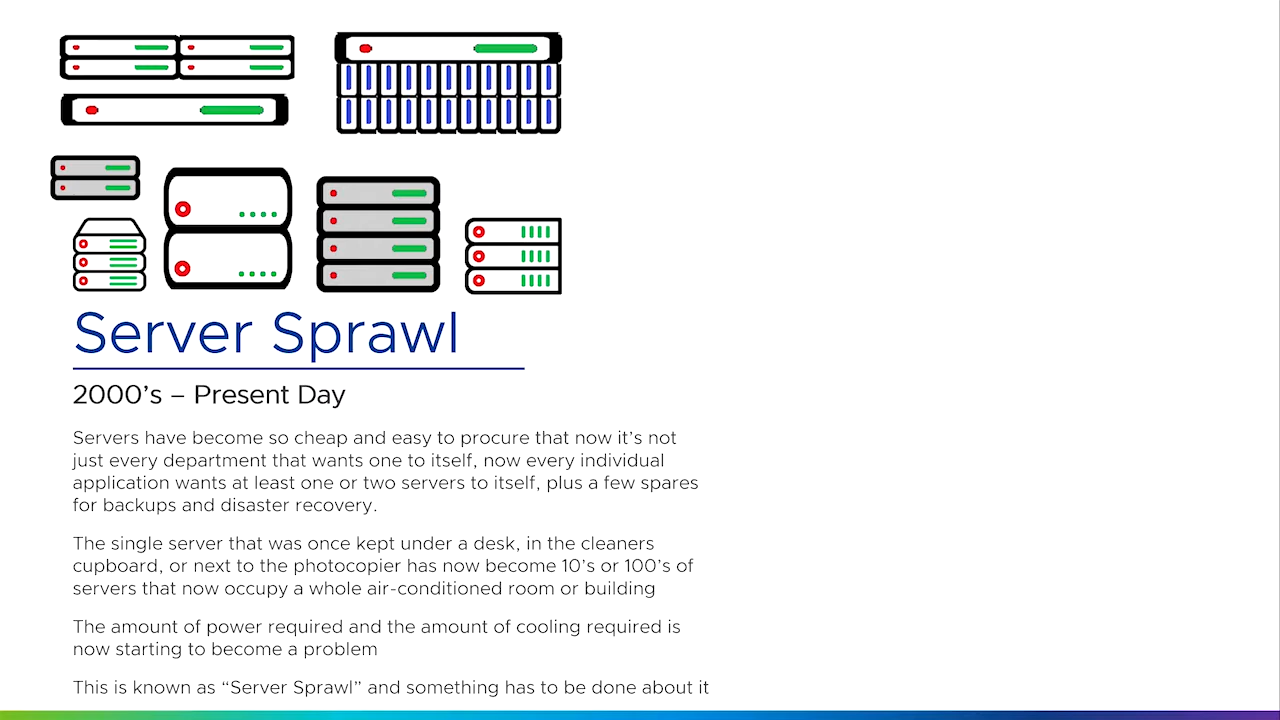 Server Sprawl
2000’s – Present Day
Servers have become so cheap and easy to procure that now it’s not
just every department that wants one to itself, now every individual
application wants at least one or two servers to itself, plus a few spares
for backups and disaster recovery.
The single server that was once kept under a desk, in the cleaners
cupboard, or next to the photocopier has now become 10’s or 100’s of
servers that now occupy a whole air-conditioned room or building
The amount of power required and the amount of cooling required is
now starting to become a problem
This is known as “Server Sprawl” and something has to be done about it